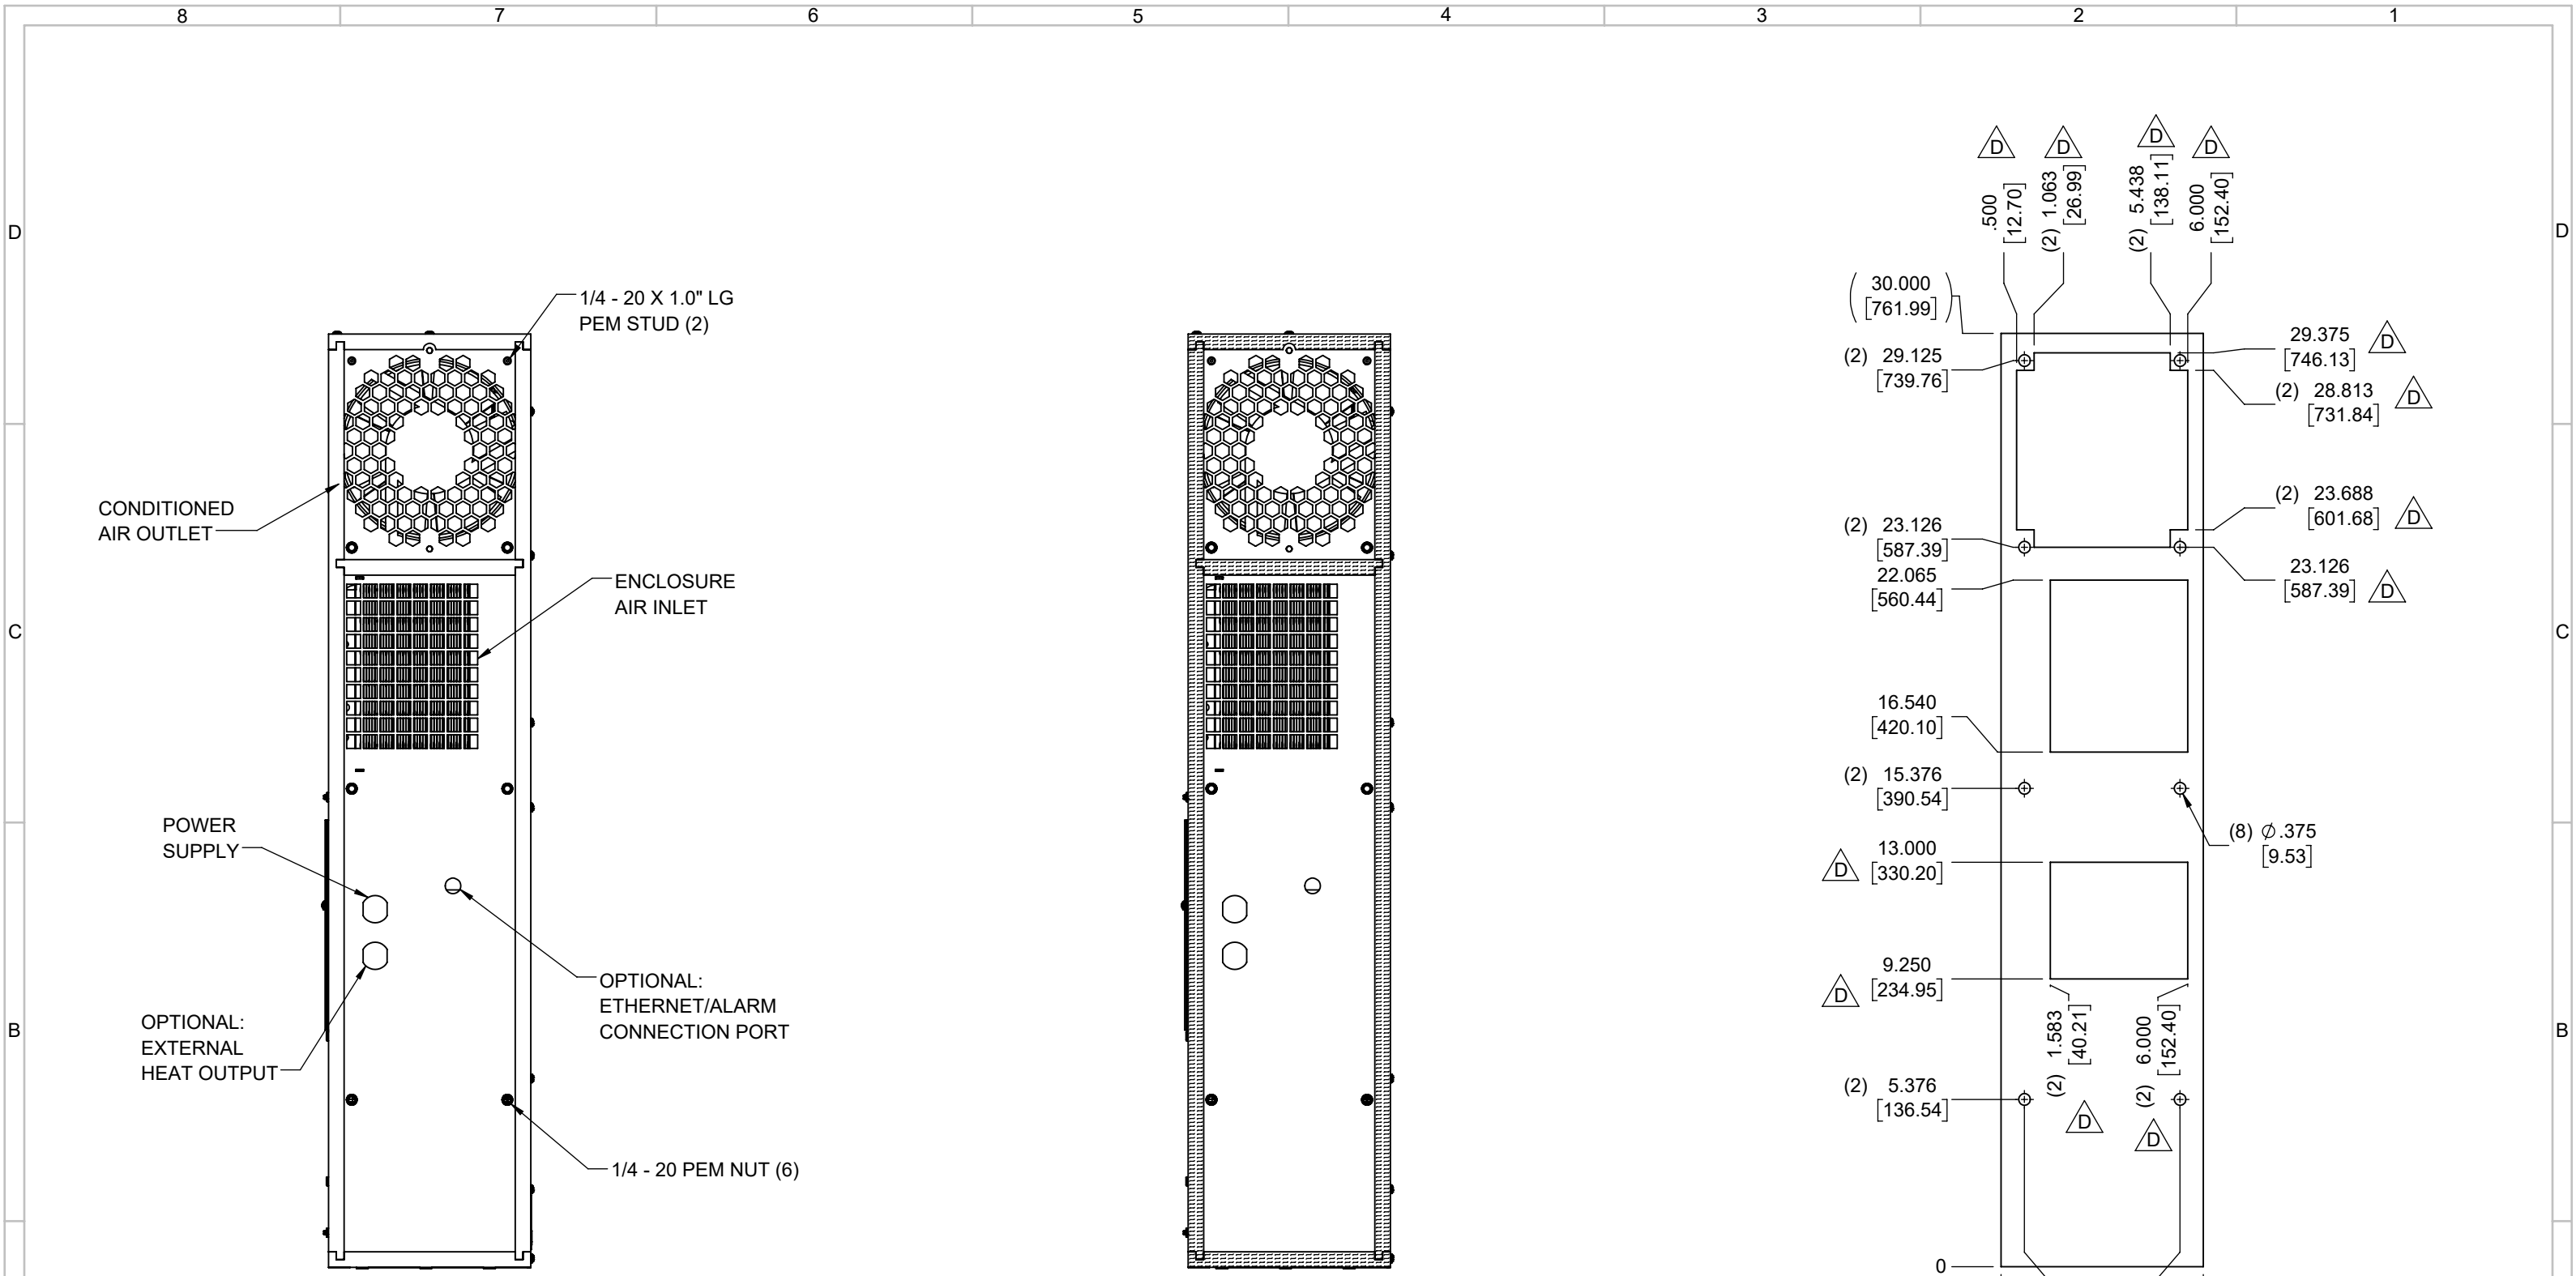 8 7 6 5 4 3 2 1
D
D
C
C
B
B
1/4 - 20 X 1.0" LG
PEM STUD (2)
CONDITIONED
AIR OUTLET
ENCLOSURE
AIR INLET
POWER
SUPPLY
OPTIONAL:
EXTERNAL
HEAT OUTPUT
OPTIONAL:
ETHERNET/ALARM
CONNECTION PORT
1/4 - 20 PEM NUT (6)
D
.500
[12.70]
D
(2) 1.063
[26.99]
D
(2) 5.438
[138.11]
D
6.000
[152.40]
(30.000
[761.99])
(2) 29.125
[739.76]
(2) 23.126
[587.39]
22.065
[560.44]
16.540
[420.10]
(2) 15.376
[390.54]
13.000
D [330.20]
9.250
D [234.95]
(2) 5.376
[136.54]
0
29.375
[746.13] D
(2) 28.813
[731.84] D
(2) 23.688
[601.68] D
23.126
[587.39] D
(8) ∅.375
[9.53]
(2) 1.583
[40.21]
D
(2) 6.000
[152.40]
D